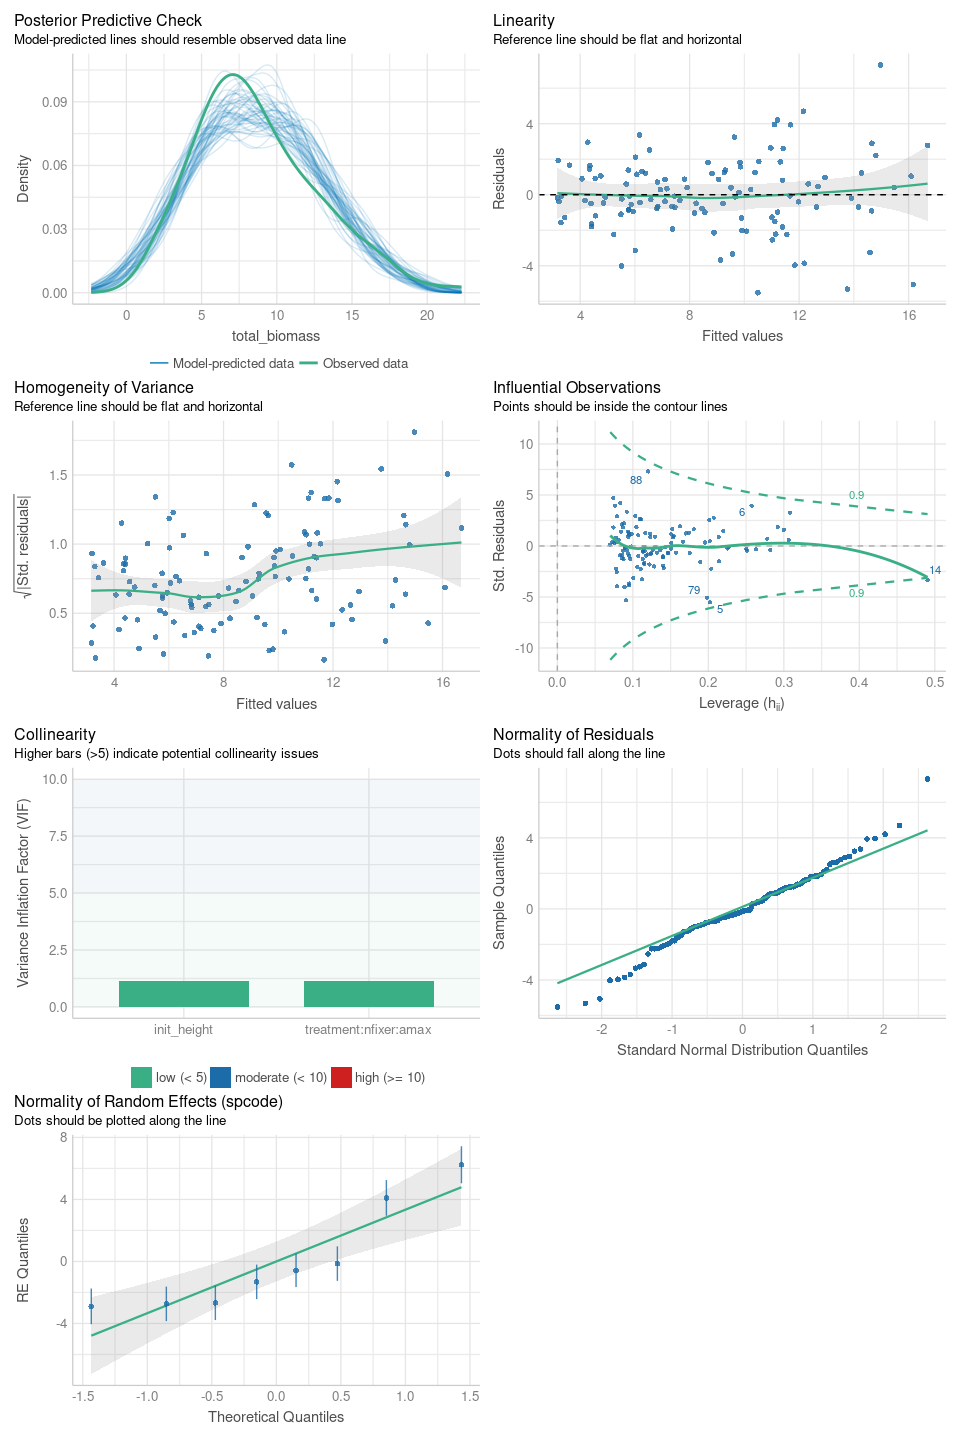 Posterior Predictive Check
Model-predicted lines should resemble observed data line
Density
0.09
0.06
0.03
0.00
0
5
10
15
20
total_biomass
Model-predicted data
Observed data
Linearity
Reference line should be flat and horizontal
Residuals
4
0
-4
4
8
12
16
Fitted values
Homogeneity of Variance
Reference line should be flat and horizontal
√|Std. residuals|
1.5
1.0
0.5
4
8
12
16
Fitted values
Influential Observations
Points should be inside the contour lines
Std. Residuals
10
5
0
-5
-10
88
6
0.9
79
5
0.9
14
0.0
0.1
0.2
0.3
0.4
0.5
Leverage (hii)
Collinearity
Higher bars (>5) indicate potential collinearity issues
Variance Inflation Factor (VIF)
10.0
7.5
5.0
2.5
0.0
init_height
treatment:nfixer:amax
low (< 5)
moderate (< 10)
high (>= 10)
Normality of Residuals
Dots should fall along the line
Sample Quantiles
4
0
-4
-2
-1
0
1
2
Standard Normal Distribution Quantiles
Normality of Random Effects (spcode)
Dots should be plotted along the line
RE Quantiles
8
4
0
-4
-1.5
-1.0
-0.5
0.0
0.5
1.0
1.5
Theoretical Quantiles